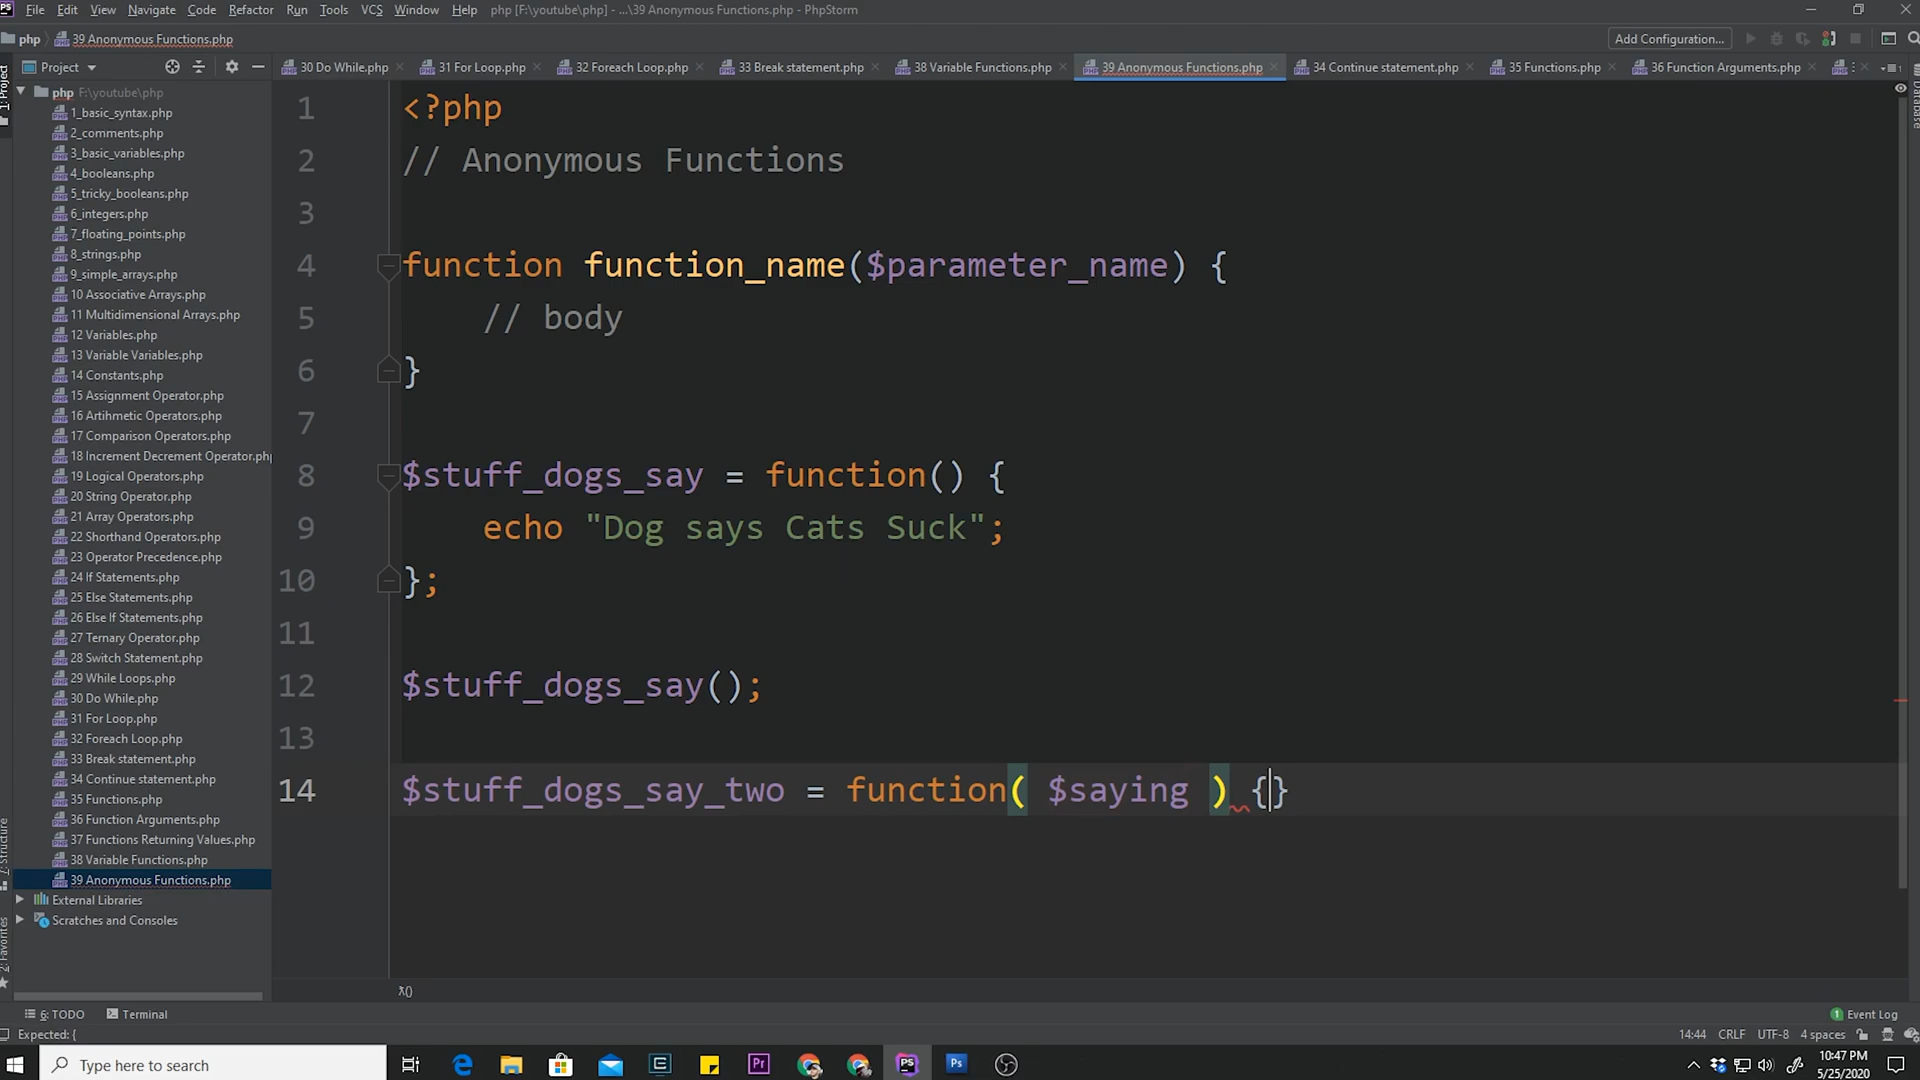 PS File Edit View Navigate Code Refactor Run Tools VCS Window Help php [F:\youtube\php] - ...\39 Anonymous Functions.php - PhpStorm
php 39 Anonymous Functions.php Add Configuration...
Project 30 Do While.php 31 For Loop.php 32 Foreach Loop.php 33 Break statement.php 38 Variable Functions.php 39 Anonymous Functions.php 34 Continue statement.php 35 Functions.php 36 Function Arguments.php
1: Project
Database
php F:\youtube\php
1_basic_syntax.php
2_comments.php
3_basic_variables.php
4_booleans.php
5_tricky_booleans.php
6_integers.php
7_floating_points.php
8_strings.php
9_simple_arrays.php
10 Associative Arrays.php
11 Multidimensional Arrays.php
12 Variables.php
13 Variable Variables.php
14 Constants.php
15 Assignment Operator.php
16 Artihmetic Operators.php
17 Comparison Operators.php
18 Increment Decrement Operator.php
19 Logical Operators.php
20 String Operator.php
21 Array Operators.php
22 Shorthand Operators.php
23 Operator Precedence.php
24 If Statements.php
25 Else Statements.php
26 Else If Statements.php
27 Ternary Operator.php
28 Switch Statement.php
29 While Loops.php
30 Do While.php
31 For Loop.php
32 Foreach Loop.php
33 Break statement.php
34 Continue statement.php
35 Functions.php
36 Function Arguments.php
37 Functions Returning Values.php
38 Variable Functions.php
39 Anonymous Functions.php
External Libraries
Scratches and Consoles
7: Structure
2: Favorites
1 <?php
2 // Anonymous Functions
3
4 function function_name($parameter_name) {
5 // body
6 }
7
8 $stuff_dogs_say = function() {
9 echo "Dog says Cats Suck";
10 };
11
12 $stuff_dogs_say();
13
14 $stuff_dogs_say_two = function( $saying ) {}
λ()
6: TODO Terminal 1 Event Log
Expected: { 14:44 CRLF UTF-8 4 spaces
Type here to search Pr PS Ps 10:47 PM
5/25/2020